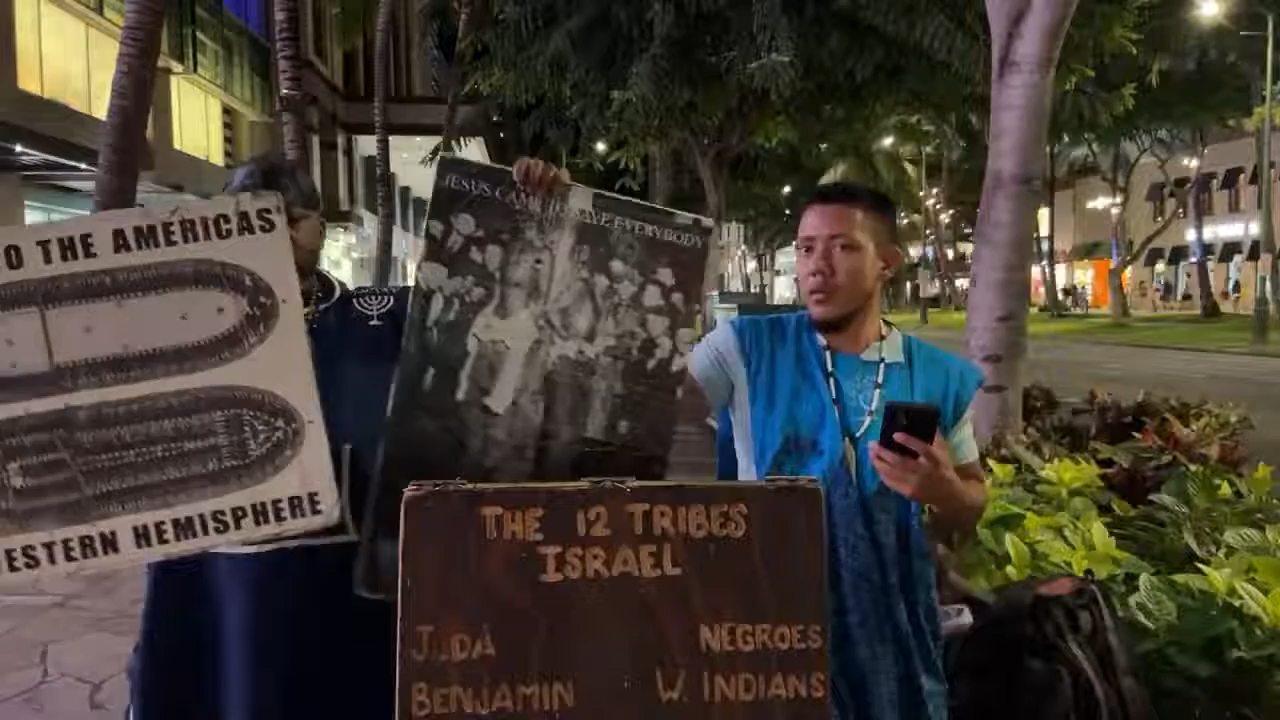 O THE AMERICAS
ESTERN HEMISPHERE
JESUS CAME TO SAVE EVERYBODY
THE 12 TRIBES
ISRAEL
JUDA NEGROES
BENJAMIN W. INDIANS